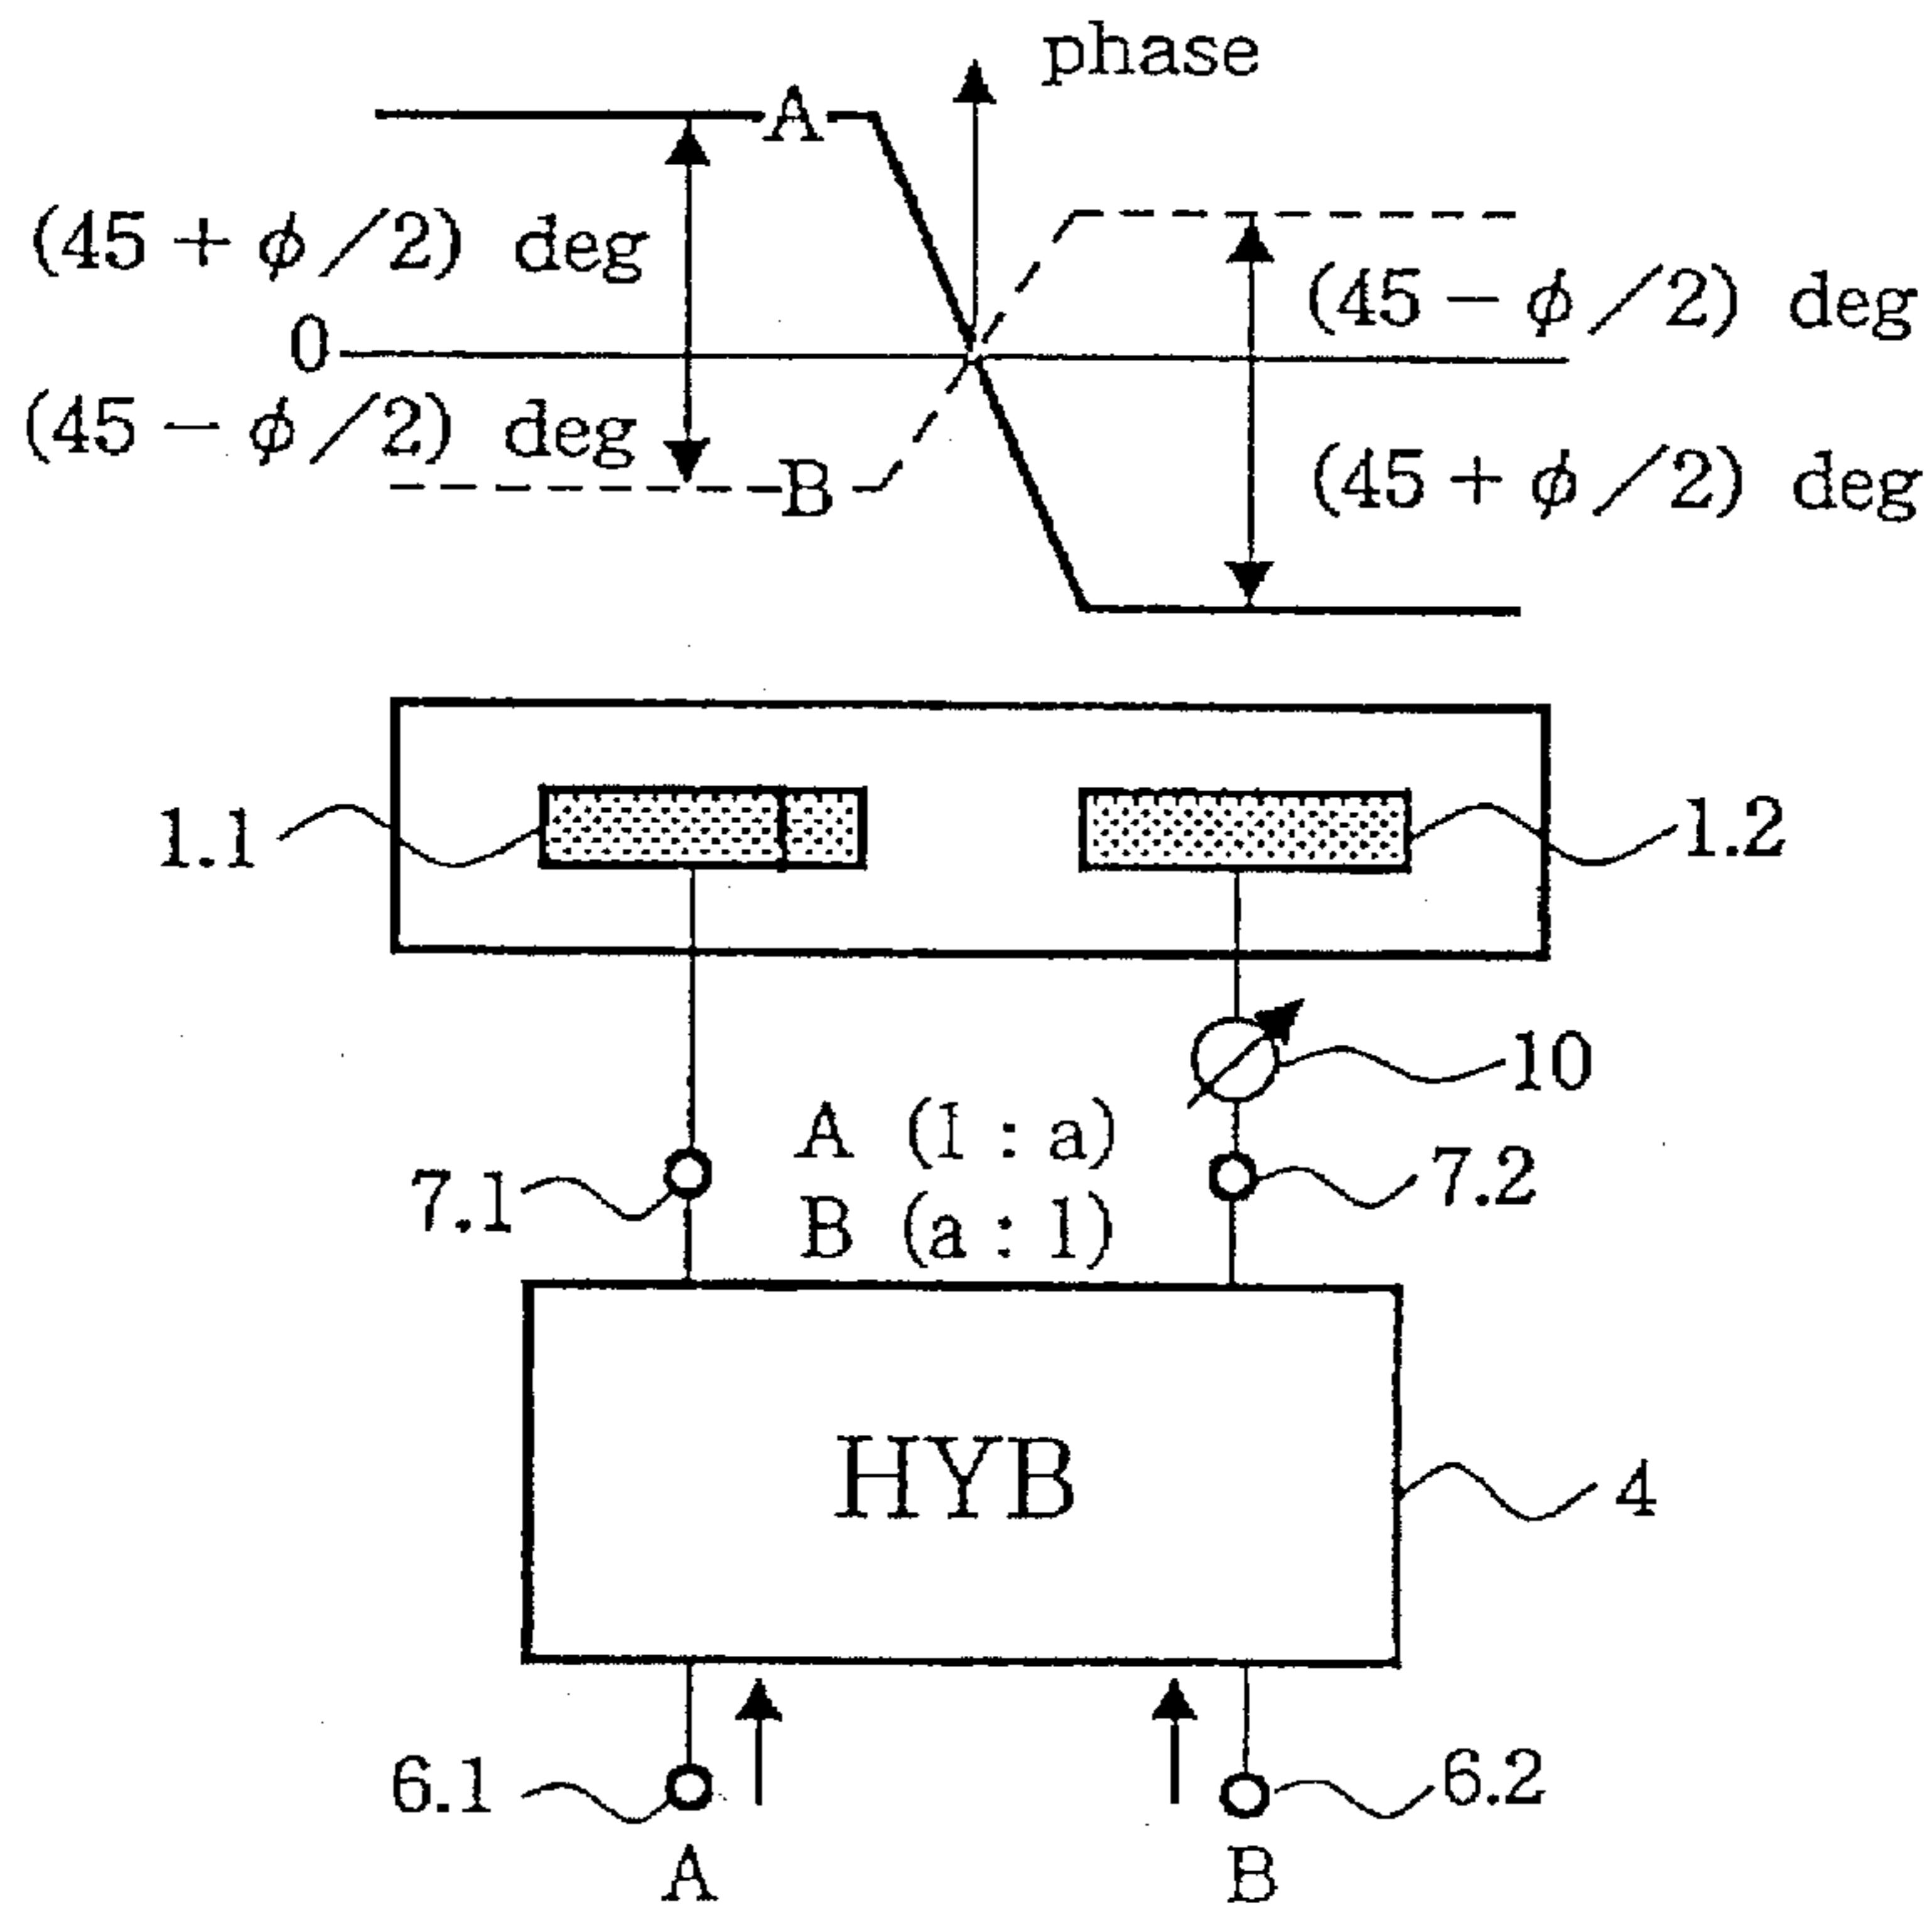 phase
A
(45+ϕ/2) deg
(45−ϕ/2) deg
0
(45−ϕ/2) deg
B
(45+ϕ/2) deg
1.1
1.2
10
A (1:a)
7.1
7.2
B (a:1)
HYB
4
6.1
6.2
A
B